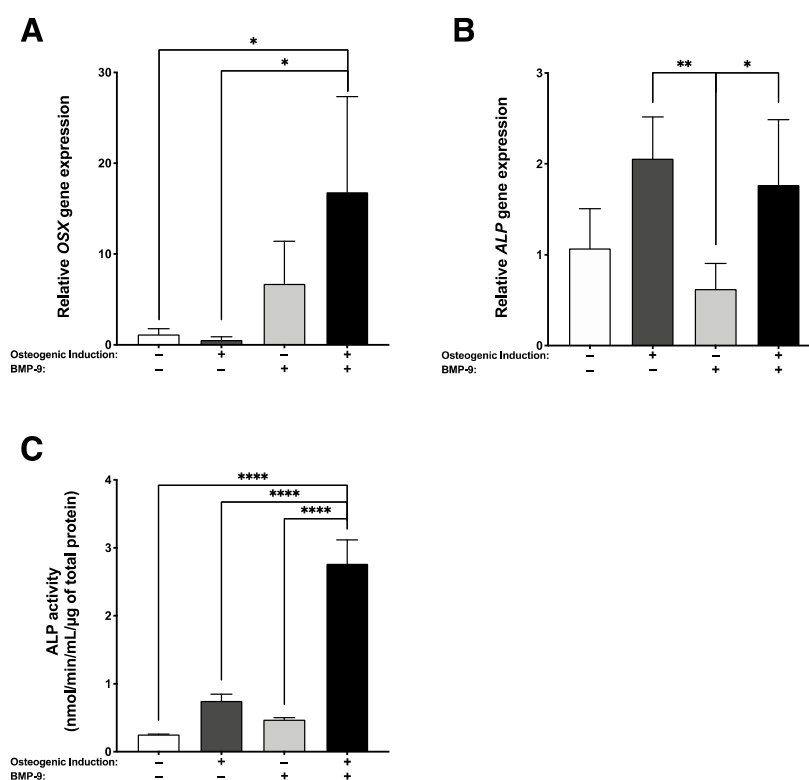 A
*
*
30
20
10
0
Relative OSX gene expression
Osteogenic Induction: – + – +
BMP-9: – – + +
B
** *
3
2
1
0
Relative ALP gene expression
Osteogenic Induction: – + – +
BMP-9: – – + +
C
****
****
****
4
3
2
1
0
ALP activity
(nmol/min/mL/µg of total protein)
Osteogenic Induction: – + – +
BMP-9: – – + +